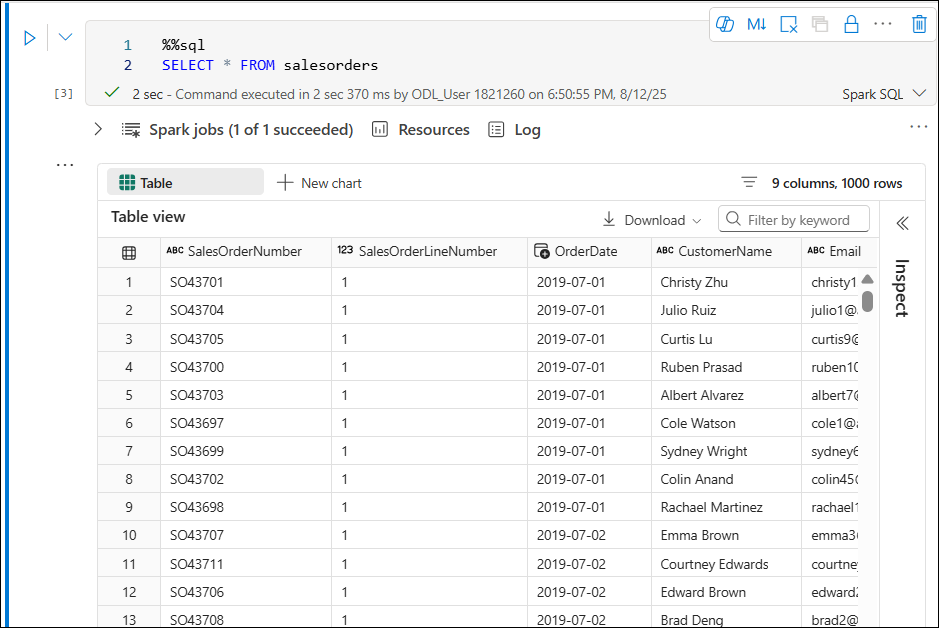 M↓
1 %%sql
2 SELECT * FROM salesorders
[3] 2 sec - Command executed in 2 sec 370 ms by ODL_User 1821260 on 6:50:55 PM, 8/12/25 Spark SQL
Spark jobs (1 of 1 succeeded) Resources Log
Table New chart 9 columns, 1000 rows
Table view Download Filter by keyword
ABC SalesOrderNumber 123 SalesOrderLineNumber OrderDate ABC CustomerName ABC Email
Inspect
1 SO43701 1 2019-07-01 Christy Zhu christy1
2 SO43704 1 2019-07-01 Julio Ruiz julio1@
3 SO43705 1 2019-07-01 Curtis Lu curtis9@
4 SO43700 1 2019-07-01 Ruben Prasad ruben10
5 SO43703 1 2019-07-01 Albert Alvarez albert7@
6 SO43697 1 2019-07-01 Cole Watson cole1@
7 SO43699 1 2019-07-01 Sydney Wright sydney6
8 SO43702 1 2019-07-01 Colin Anand colin45@
9 SO43698 1 2019-07-01 Rachael Martinez rachael1
10 SO43707 1 2019-07-02 Emma Brown emma3
11 SO43711 1 2019-07-02 Courtney Edwards courtney
12 SO43706 1 2019-07-02 Edward Brown edward2
13 SO43708 1 2019-07-02 Brad Deng brad2@